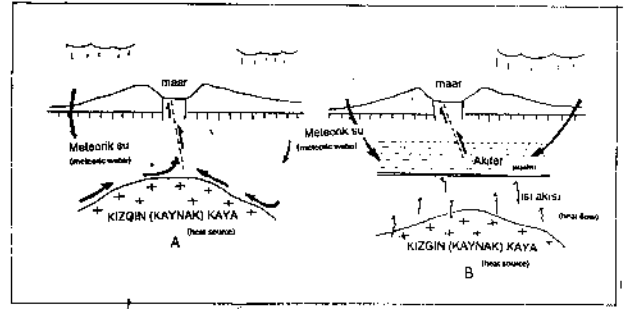 maar
Meteorik su
(meteoric water)
KIZGIN (KAYNAK) KAYA
(heat source)
A
maar
Meteorik su
(meteoric water)
Akifer
ısı akısı
(heat flow)
KIZGIN (KAYNAK) KAYA
(heat source)
B